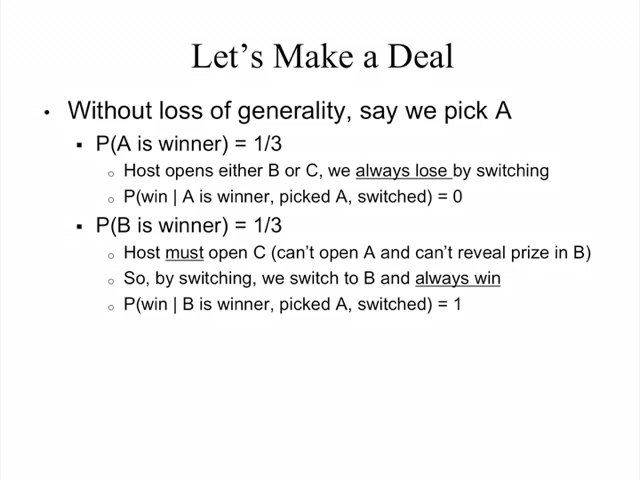 Let's Make a Deal
• Without loss of generality, say we pick A
▪ P(A is winner) = 1/3
○ Host opens either B or C, we always lose by switching
○ P(win | A is winner, picked A, switched) = 0
▪ P(B is winner) = 1/3
○ Host must open C (can't open A and can't reveal prize in B)
○ So, by switching, we switch to B and always win
○ P(win | B is winner, picked A, switched) = 1